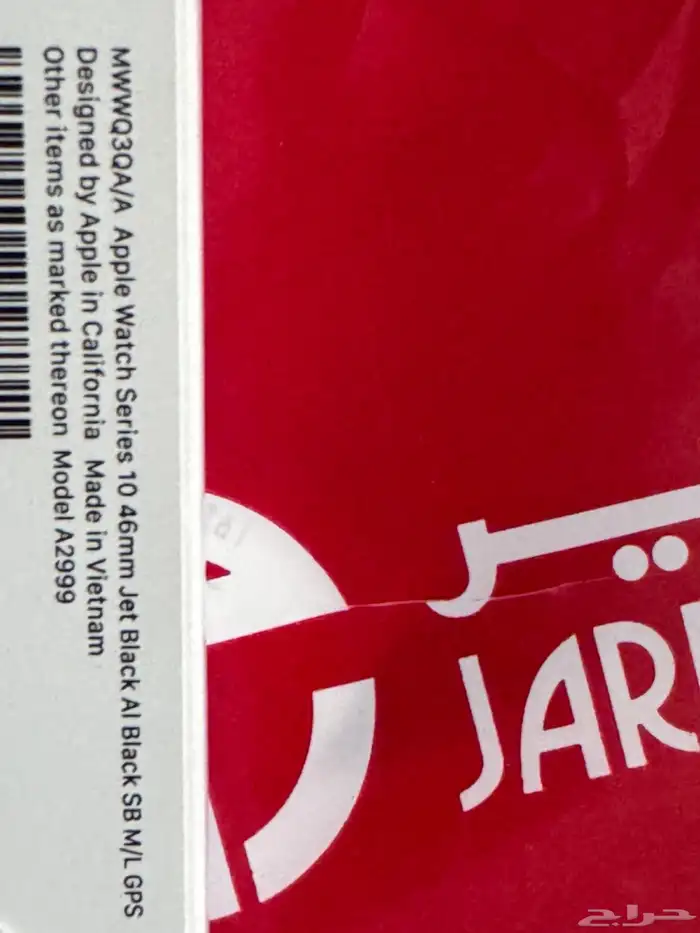 MWWQ3QA/A Apple Watch Series 10 46mm Jet Black Al Black SB M/L GPS
Designed by Apple in California Made in Vietnam
Other items as marked thereon Model A2999
ير
JAR
حراج